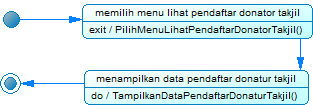 memilih menu lihat pendaftar donator takjil
exit / PilihMenuLihatPendaftarDonatorTakjil()
menampilkan data pendaftar donatur takjil
do / TampilkanDataPendaftarDonaturTakjil()